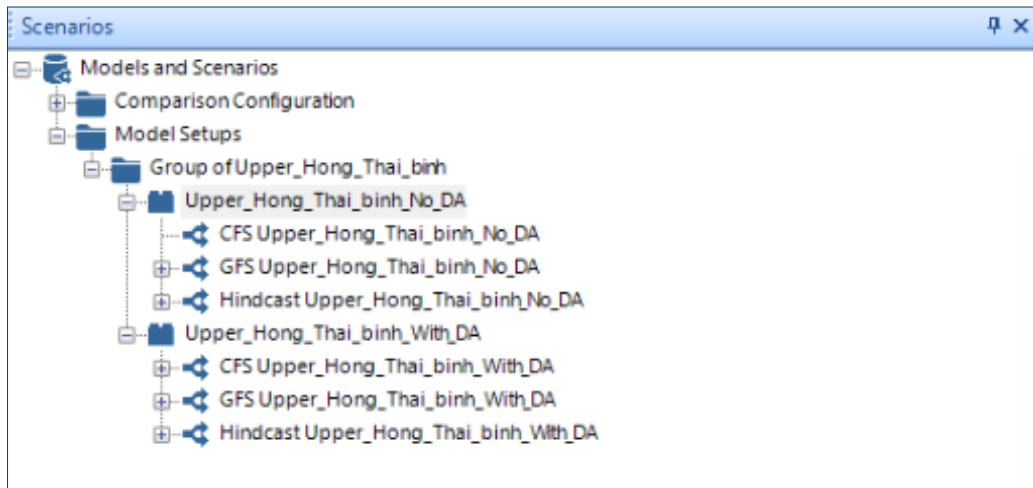 Scenarios
Models and Scenarios
Comparison Configuration
Model Setups
Group of Upper_Hong_Thai_binh
Upper_Hong_Thai_binh_No_DA
CFS Upper_Hong_Thai_binh_No_DA
GFS Upper_Hong_Thai_binh_No_DA
Hindcast Upper_Hong_Thai_binh_No_DA
Upper_Hong_Thai_binh_With_DA
CFS Upper_Hong_Thai_binh_With_DA
GFS Upper_Hong_Thai_binh_With_DA
Hindcast Upper_Hong_Thai_binh_With_DA